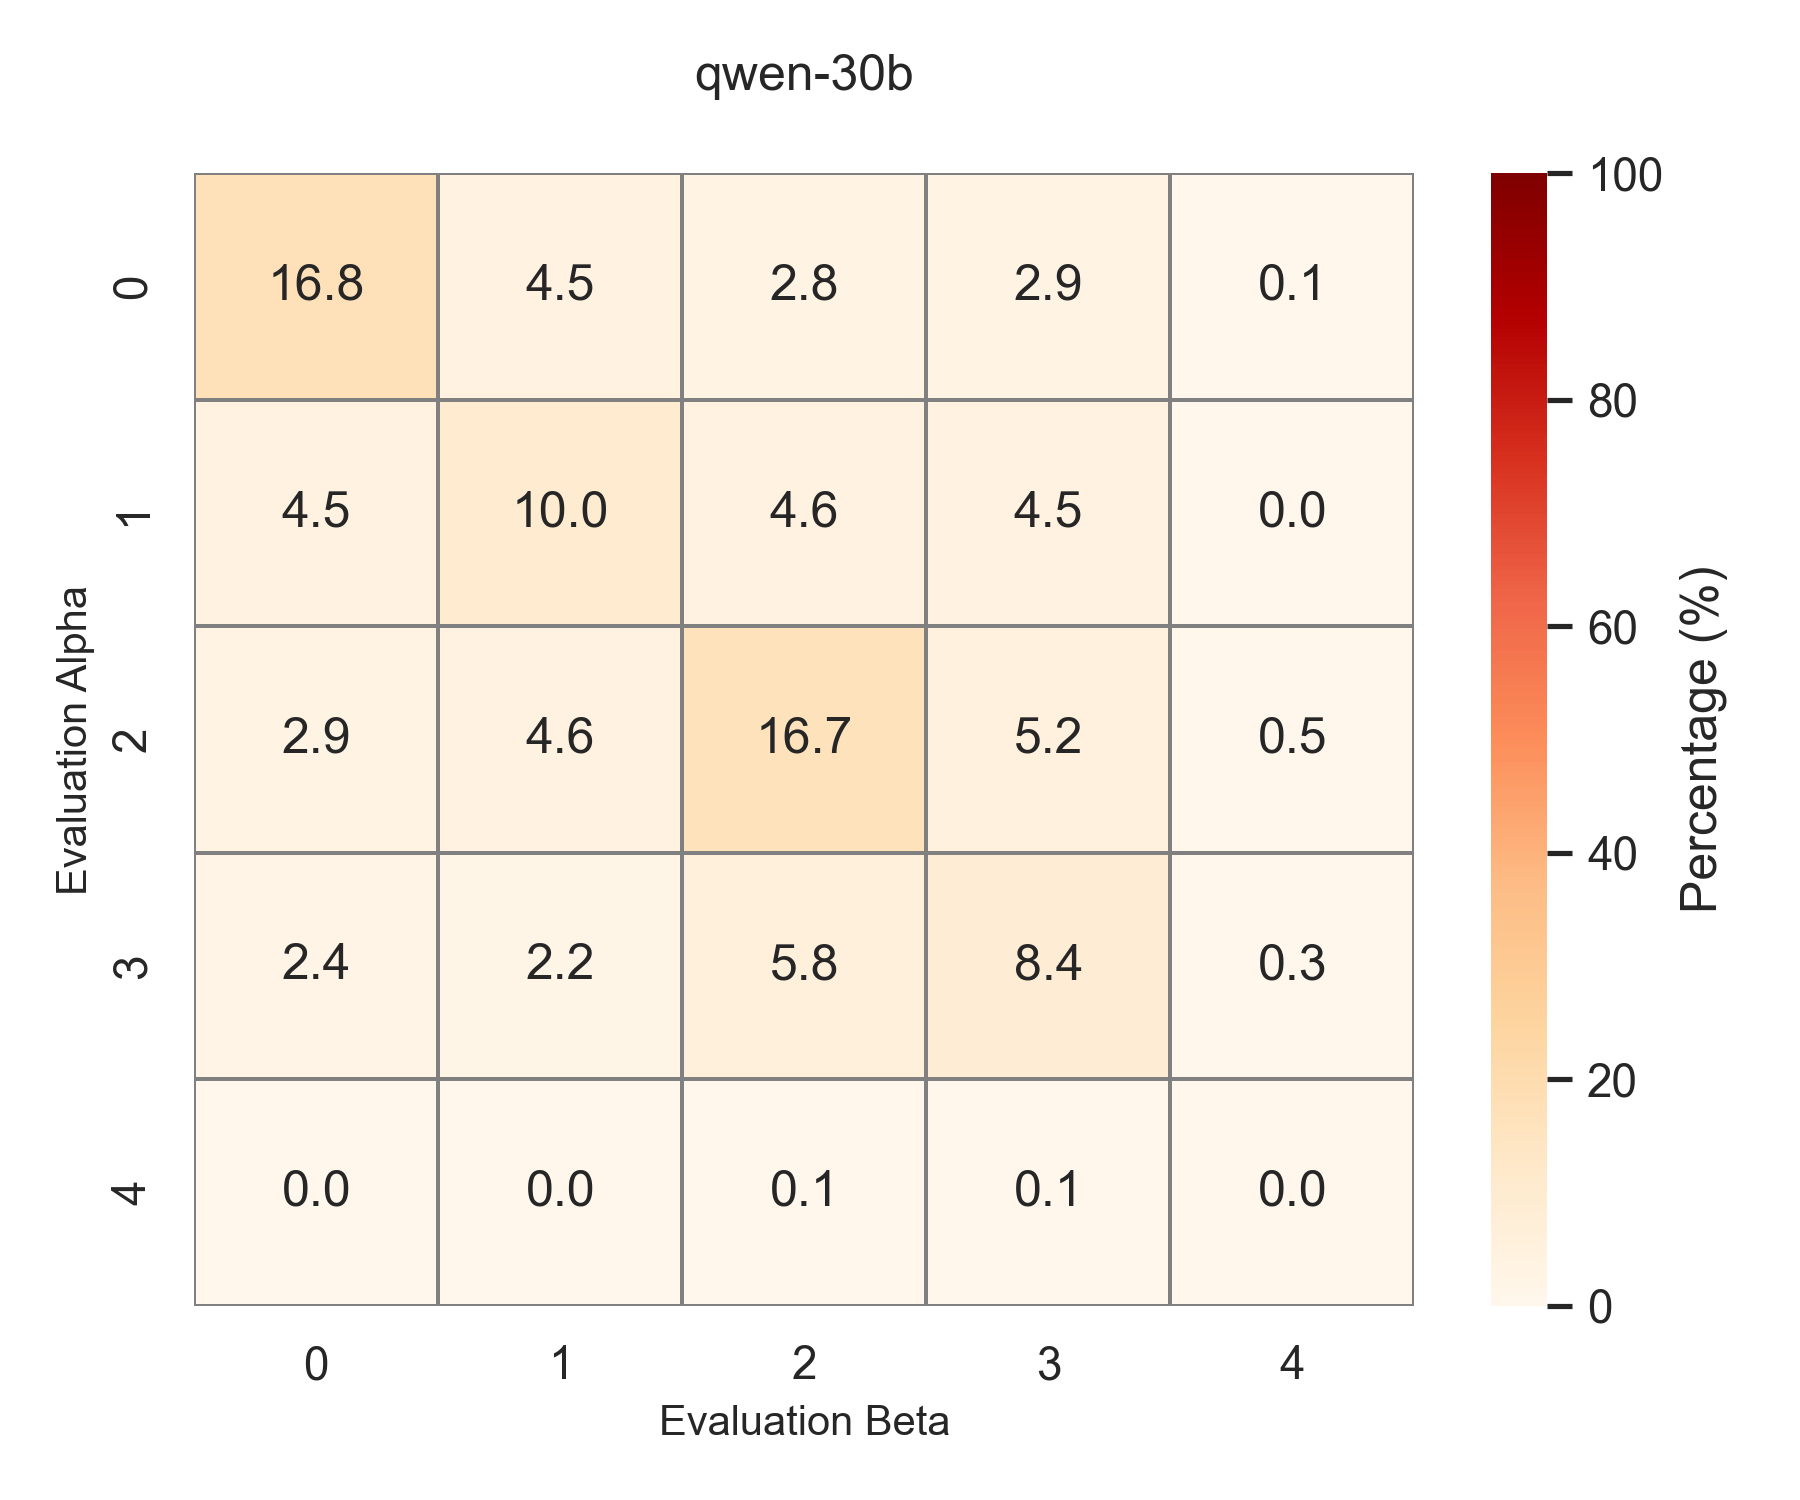 qwen-30b
0 16.8 4.5 2.8 2.9 0.1
1 4.5 10.0 4.6 4.5 0.0
2 2.9 4.6 16.7 5.2 0.5
3 2.4 2.2 5.8 8.4 0.3
4 0.0 0.0 0.1 0.1 0.0
0 1 2 3 4
Evaluation Beta
Evaluation Alpha
100
80
60
40
20
0
Percentage (%)